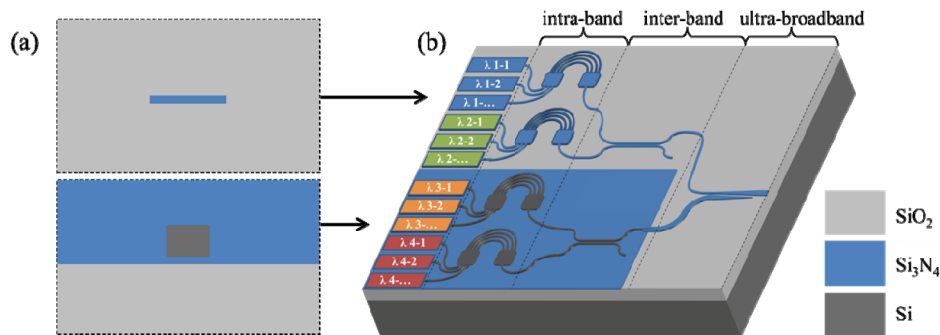 intra-band inter-band ultra-broadband
(a)
(b)
λ 1-1
λ 1-2
λ 1-...
λ 2-1
λ 2-2
λ 2-...
λ 3-1
λ 3-2
λ 3-...
λ 4-1
λ 4-2
λ 4-...
SiO₂
Si₃N₄
Si